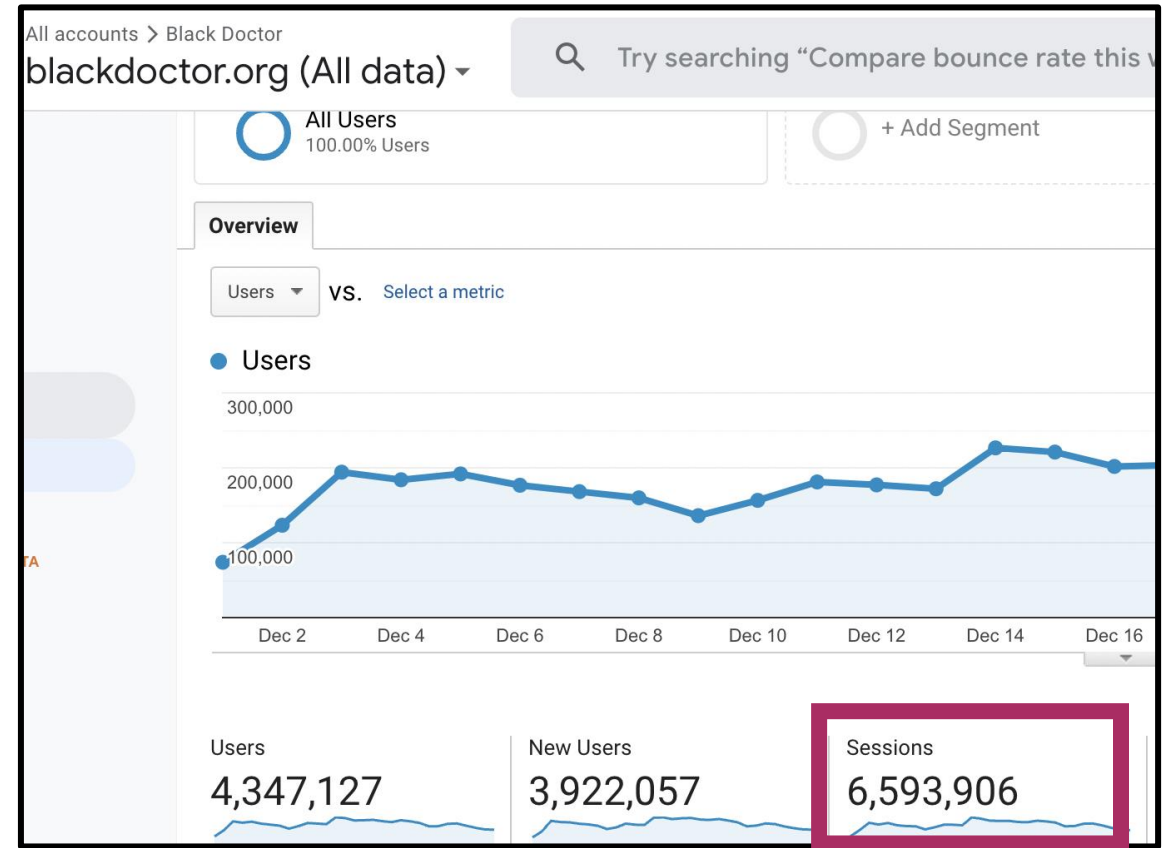 All accounts > Black Doctor
blackdoctor.org (All data)
Try searching “Compare bounce rate this
All Users
100.00% Users
+ Add Segment
Overview
Users VS. Select a metric
Users
300,000
200,000
100,000
TA
Dec 2 Dec 4 Dec 6 Dec 8 Dec 10 Dec 12 Dec 14 Dec 16
Users New Users Sessions
4,347,127 3,922,057 6,593,906